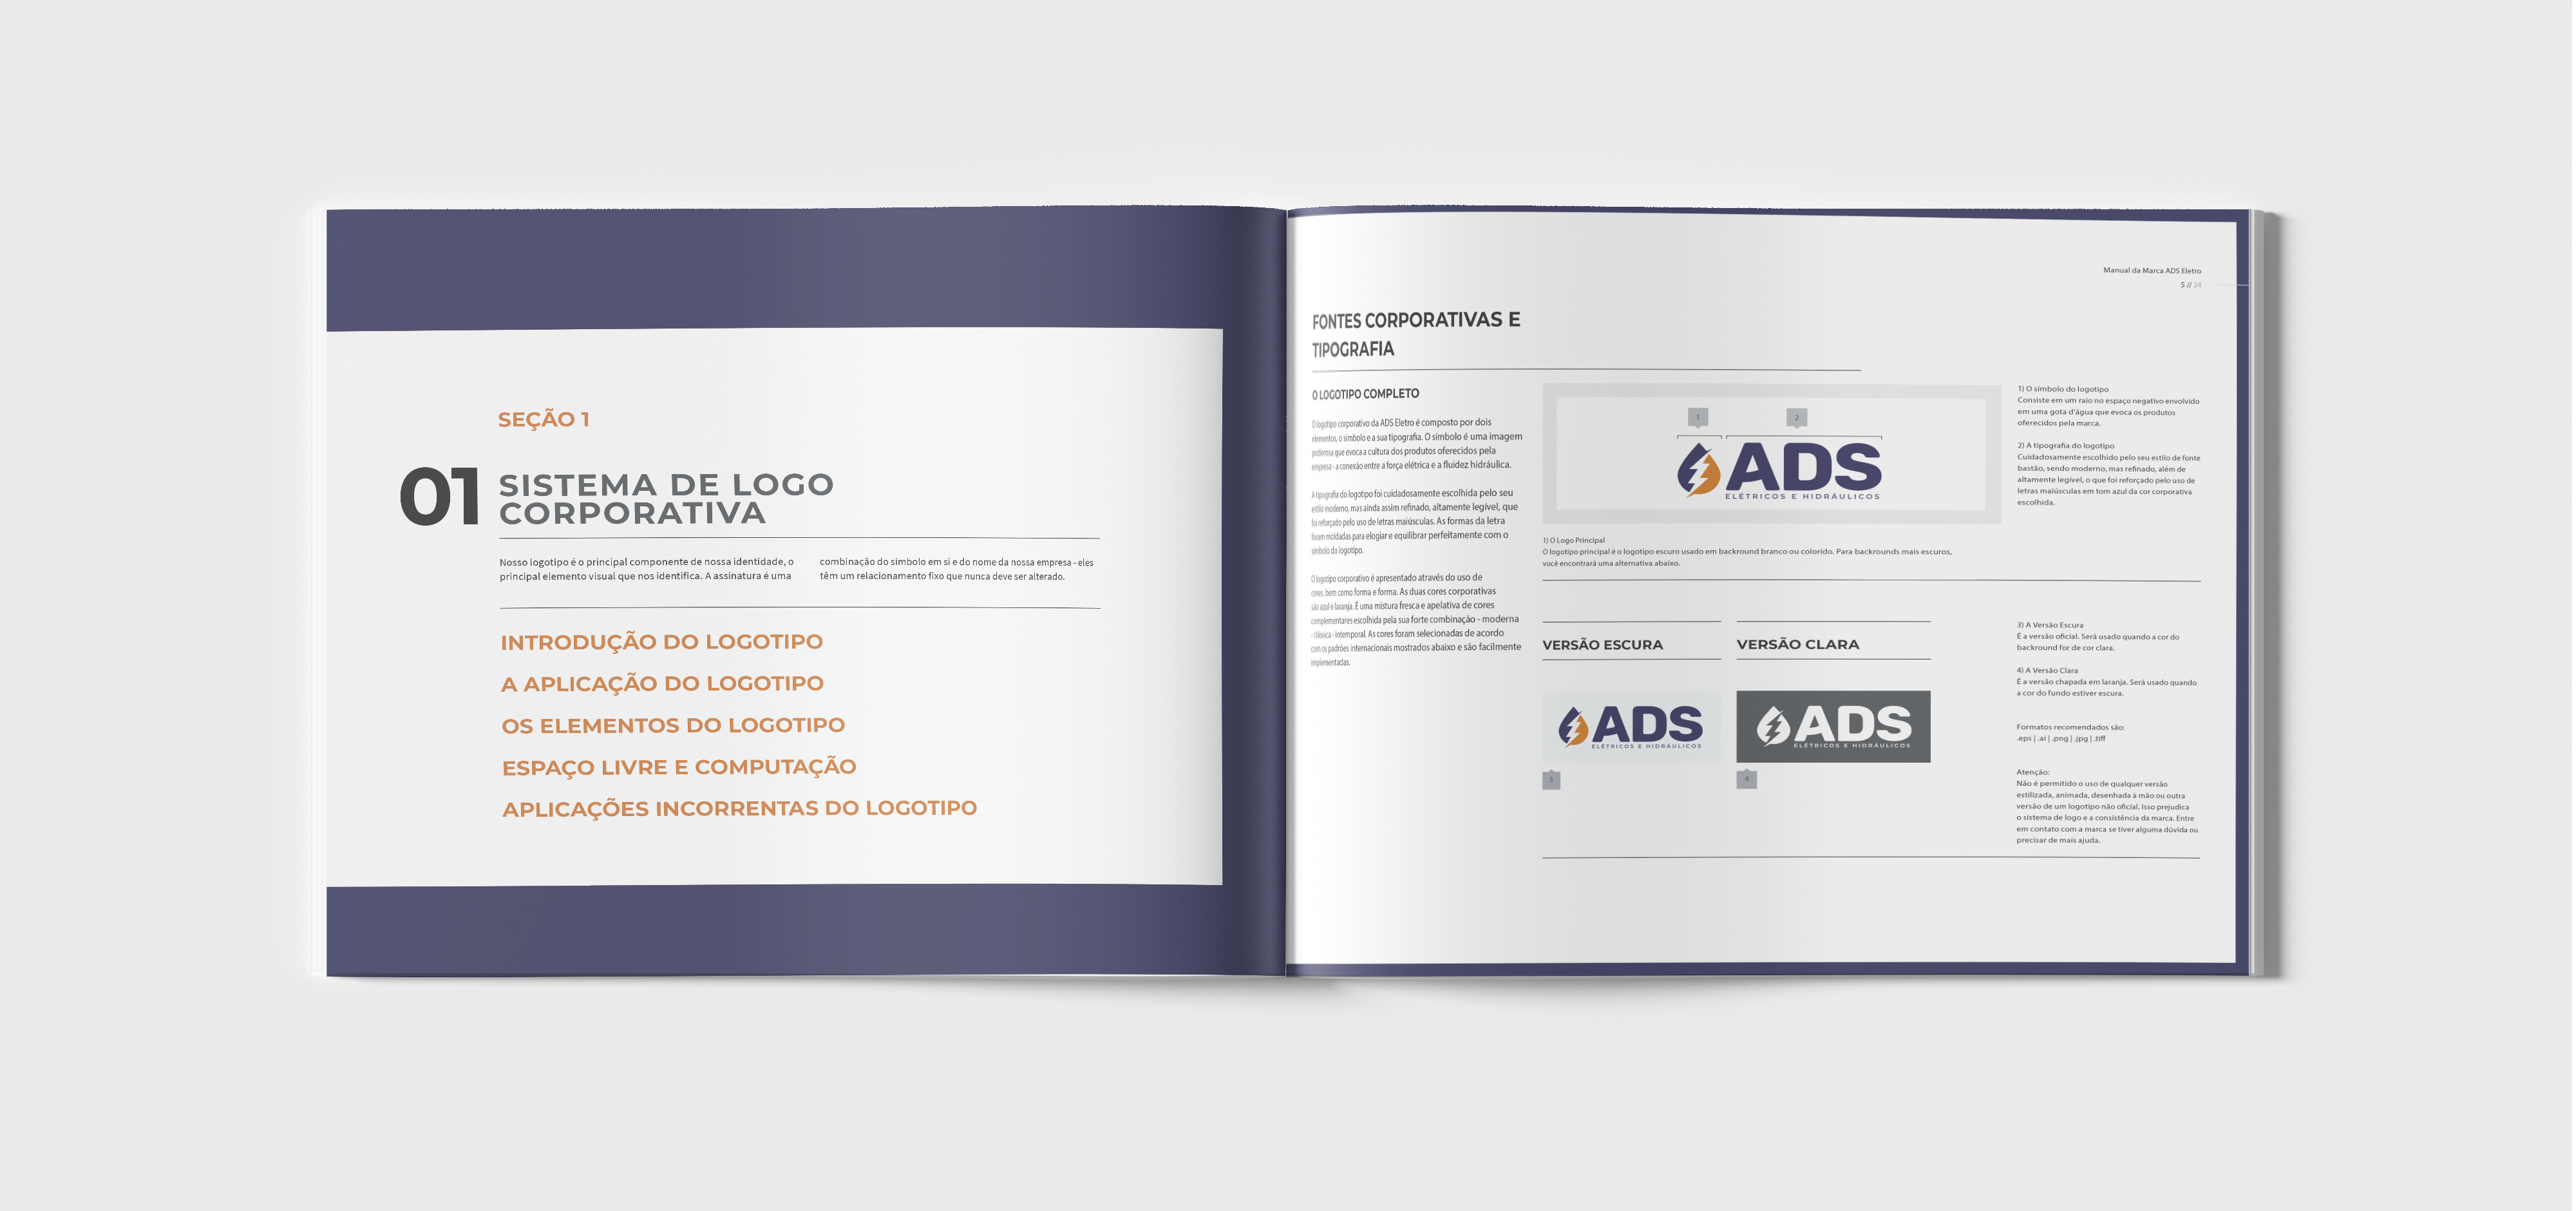 SEÇÃO 1
01
SISTEMA DE LOGO
CORPORATIVA
Nosso logotipo é o principal componente de nossa identidade, o
principal elemento visual que nos identifica. A assinatura é uma
combinação do símbolo em si e do nome da nossa empresa - eles
têm um relacionamento fixo que nunca deve ser alterado.
INTRODUÇÃO DO LOGOTIPO
A APLICAÇÃO DO LOGOTIPO
OS ELEMENTOS DO LOGOTIPO
ESPAÇO LIVRE E COMPUTAÇÃO
APLICAÇÕES INCORRENTAS DO LOGOTIPO
Manual da Marca ADS Eletro
5 // 24
FONTES CORPORATIVAS E
TIPOGRAFIA
O LOGOTIPO COMPLETO
O logotipo corporativo da ADS Eletro é composto por dois
elementos, o símbolo e a sua tipografia. O símbolo é uma imagem
poderosa que evoca a cultura dos produtos oferecidos pela
empresa - a conexão entre a força elétrica e a fluidez hidráulica.
A tipografia do logotipo foi cuidadosamente escolhida pelo seu
estilo moderno, mas ainda assim refinado, altamente legível, que
foi reforçado pelo uso de letras maiúsculas. As formas da letra
foram moldadas para elogiar e equilibrar perfeitamente com o
símbolo do logotipo.
O logotipo corporativo é apresentado através do uso de
cores, bem como forma e forma. As duas cores corporativas
são azul e laranja. É uma mistura fresca e apelativa de cores
complementares escolhida pela sua forte combinação - moderna
- clássica - intemporal. As cores foram selecionadas de acordo
com os padrões internacionais mostrados abaixo e são facilmente
implementadas.
1
2
ADS
ELÉTRICOS E HIDRÁULICOS
1) O Logo Principal
O logotipo principal é o logotipo escuro usado em backround branco ou colorido. Para backrounds mais escuros,
você encontrará uma alternativa abaixo.
1) O símbolo do logotipo
Consiste em um raio no espaço negativo envolvido
em uma gota d'água que evoca os produtos
oferecidos pela marca.
2) A tipografia do logotipo
Cuidadosamente escolhido pelo seu estilo de fonte
bastão, sendo moderno, mas refinado, além de
altamente legível, o que foi reforçado pelo uso de
letras maiúsculas em tom azul da cor corporativa
escolhida.
VERSÃO ESCURA
VERSÃO CLARA
ADS
ELÉTRICOS E HIDRÁULICOS
ADS
ELÉTRICOS E HIDRÁULICOS
3
4
3) A Versão Escura
É a versão oficial. Será usado quando a cor do
backround for de cor clara.
4) A Versão Clara
É a versão chapada em laranja. Será usado quando
a cor do fundo estiver escura.
Formatos recomendados são:
.eps | .ai | .png | .jpg | .tiff
Atenção:
Não é permitido o uso de qualquer versão
estilizada, animada, desenhada à mão ou outra
versão de um logotipo não oficial. Isso prejudica
o sistema de logo e a consistência da marca. Entre
em contato com a marca se tiver alguma dúvida ou
precisar de mais ajuda.